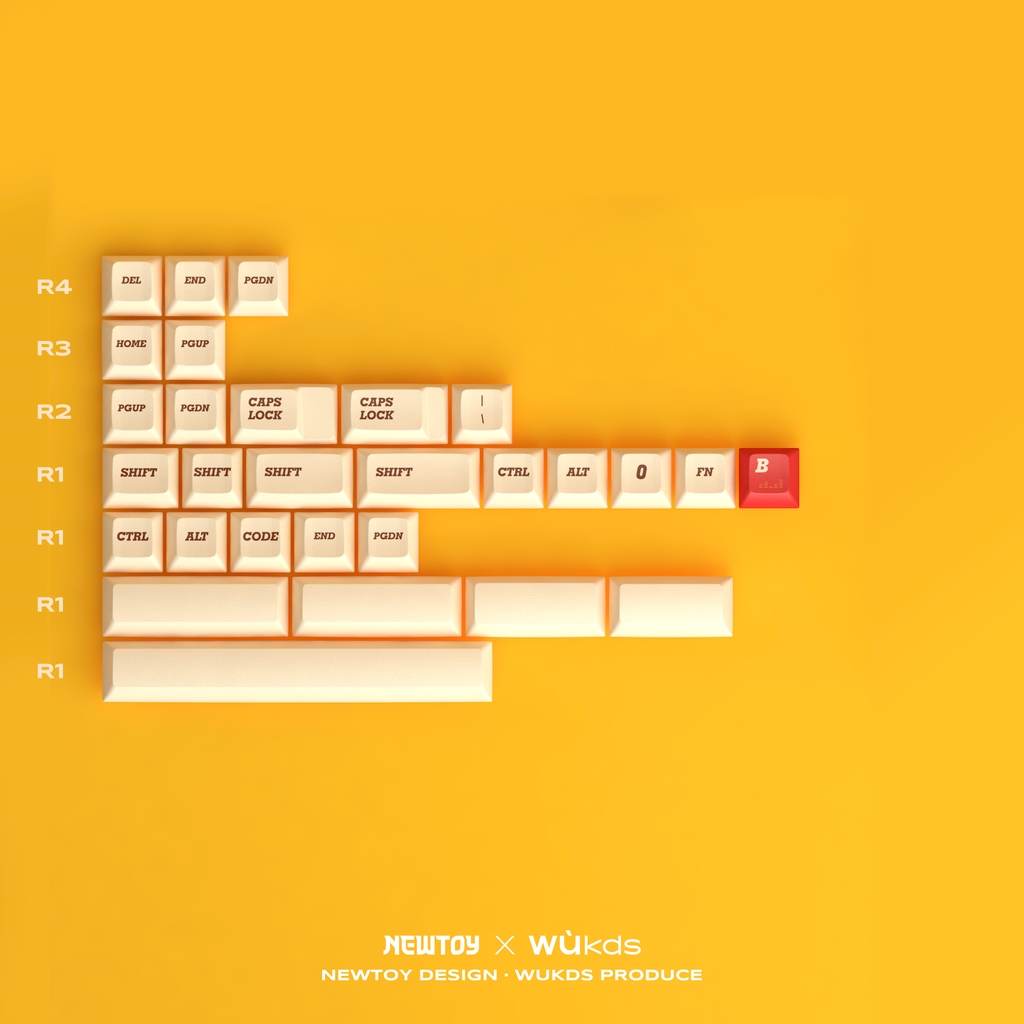 R4 DEL END PGDN
R3 HOME PGUP
R2 PGUP PGDN CAPS LOCK CAPS LOCK | \
R1 SHIFT SHIFT SHIFT SHIFT CTRL ALT 0 FN B
R1 CTRL ALT CODE END PGDN
R1
R1
NEWTOY X wùkds
NEWTOY DESIGN · WUKDS PRODUCE